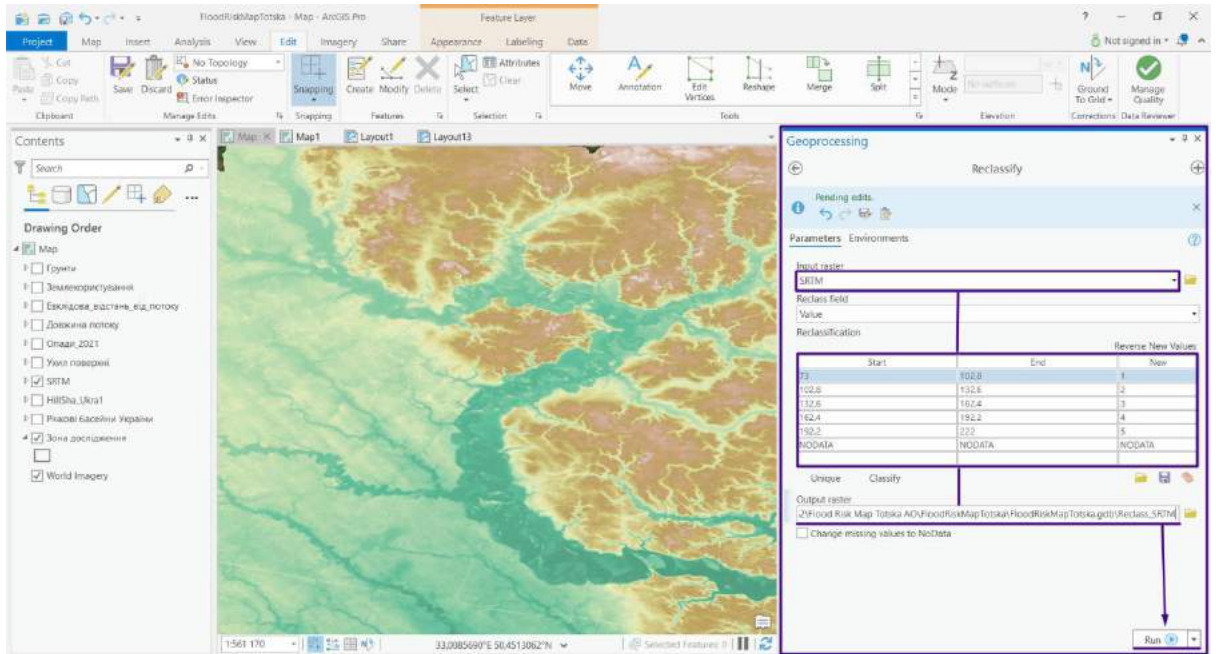 FloodRiskMapTotska - Map - ArcGIS Pro
Feature Layer
Project Map Insert Analysis View Edit Imagery Share Appearance Labeling Data
Not signed in
Cut
Copy
Copy Path
Paste
Clipboard
Save Discard
No Topology
Status
Error Inspector
Manage Edits
Snapping
Snapping
Create Modify Delete
Features
Select
Attributes
Clear
Selection
Move Annotation Edit Vertices Reshape Merge Split
Tools
Mode
Z
No surfaces
Elevation
Ground To Grid
Corrections
Manage Quality
Data Reviewer
Contents
Search
Drawing Order
Map
Ґрунти
Землекористування
Евклідова_відстань_від_потоку
Довжина потоку
Опади_2021
Ухил поверхні
SRTM
HillSha_Ukra1
Річкові басейни України
Зона дослідження
World Imagery
Map Map1 Layout1 Layout13
1:561 170
33,0085690°E 50,4513062°N
Selected Features: 0
Geoprocessing
Reclassify
Pending edits.
Parameters Environments
Input raster
SRTM
Reclass field
Value
Reclassification
Reverse New Values
Start End New
73 102,8 1
102,8 132,6 2
132,6 162,4 3
162,4 192,2 4
192,2 222 5
NODATA NODATA NODATA
Unique Classify
Output raster
2\Flood Risk Map Totska AO\FloodRiskMapTotska\FloodRiskMapTotska.gdb\Reclass_SRTM
Change missing values to NoData
Run